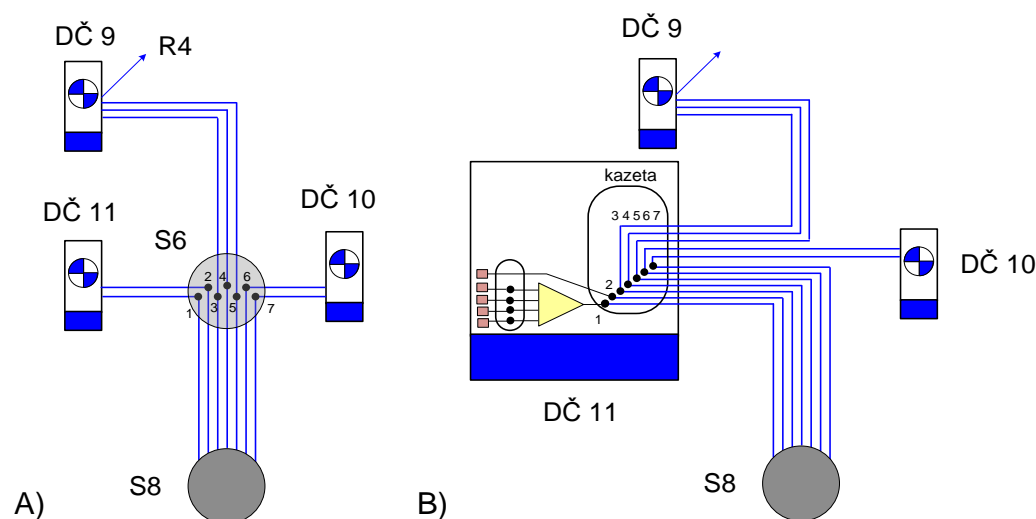 DČ 9
R4
DČ 11
S6
DČ 10
2 4 6
1 3 5 7
S8
A)
DČ 9
kazeta
3 4 5 6 7
2
1
DČ 10
DČ 11
S8
B)